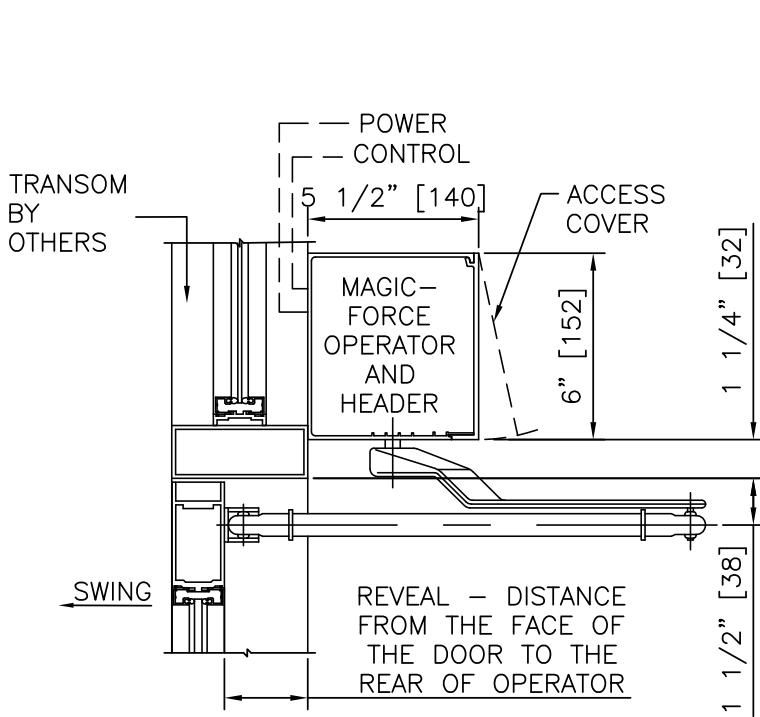 POWER
CONTROL
TRANSOM
BY
OTHERS
5 1/2” [140]
ACCESS
COVER
MAGIC–
FORCE
OPERATOR
AND
HEADER
6” [152]
1 1/4” [32]
SWING
REVEAL – DISTANCE
FROM THE FACE OF
THE DOOR TO THE
REAR OF OPERATOR
1 1/2” [38]